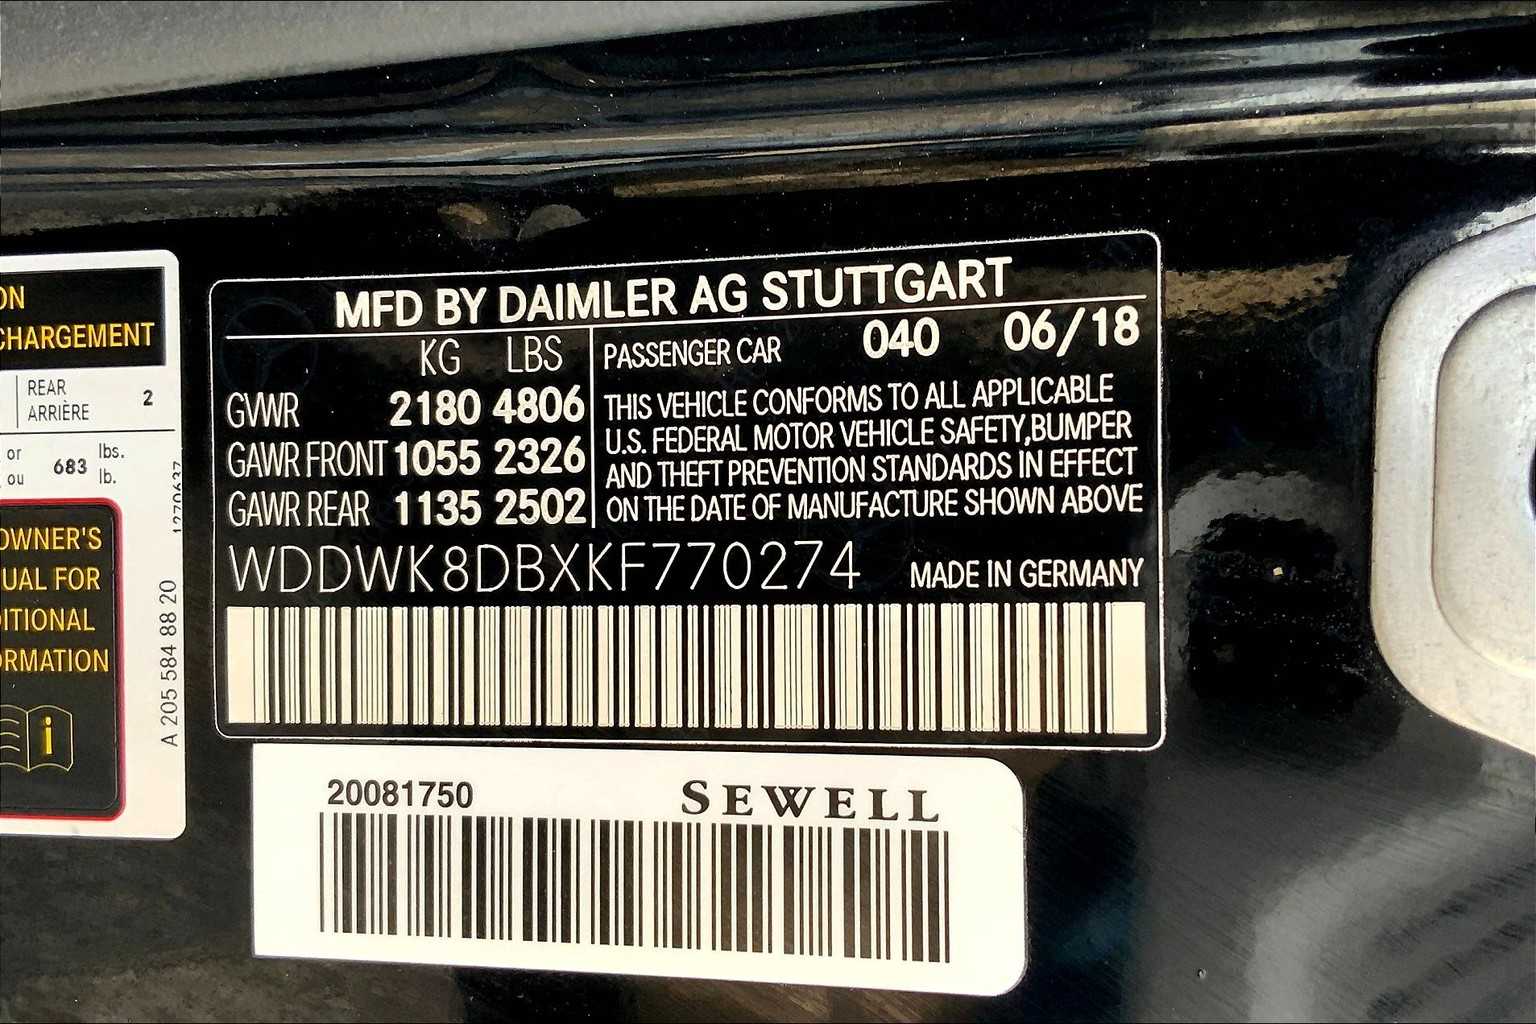 ON
CHARGEMENT
REAR
ARRIÈRE 2
or
ou 683 lbs.
lb.
OWNER'S
UAL FOR
ITIONAL
ORMATION
i
A 205 584 88 20
1270637
MFD BY DAIMLER AG STUTTGART
KG LBS
GVWR 2180 4806
GAWR FRONT 1055 2326
GAWR REAR 1135 2502
PASSENGER CAR 040 06/18
THIS VEHICLE CONFORMS TO ALL APPLICABLE
U.S. FEDERAL MOTOR VEHICLE SAFETY, BUMPER
AND THEFT PREVENTION STANDARDS IN EFFECT
ON THE DATE OF MANUFACTURE SHOWN ABOVE
WDDWK8DBXKF770274 MADE IN GERMANY
20081750 SEWELL